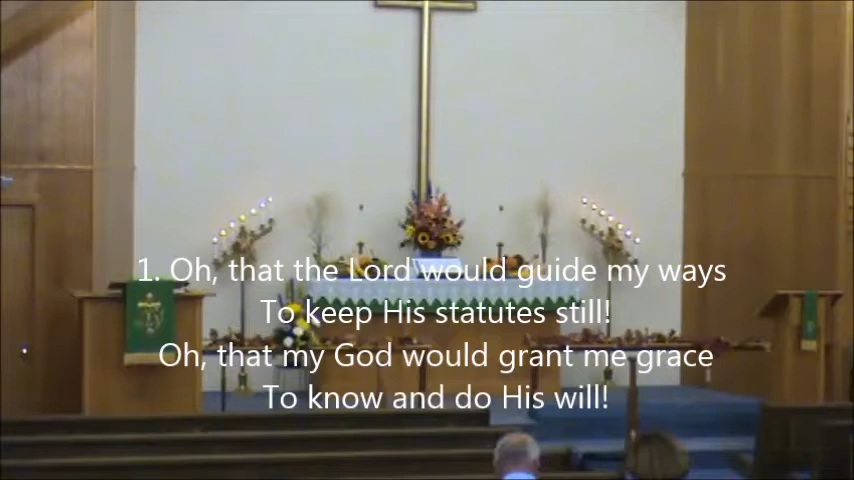 1. Oh, that the Lord would guide my ways
To keep His statutes still!
Oh, that my God would grant me grace
To know and do His will!